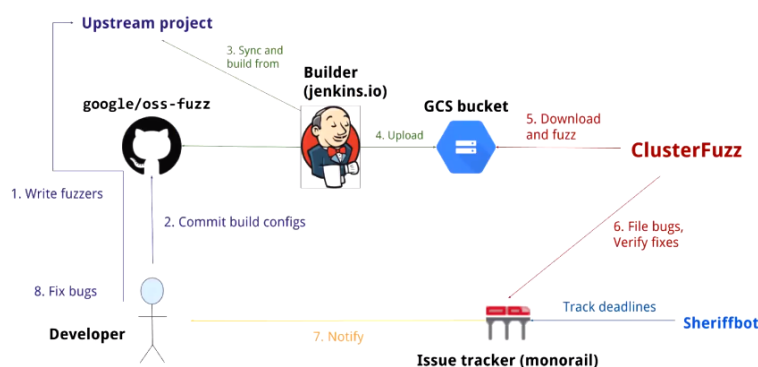 Upstream project
3. Sync and
build from
Builder
(jenkins.io)
google/oss-fuzz
GCS bucket
4. Upload
5. Download
and fuzz
ClusterFuzz
1. Write fuzzers
2. Commit build configs
6. File bugs,
Verify fixes
8. Fix bugs
Developer
7. Notify
Track deadlines
Sheriffbot
Issue tracker (monorail)